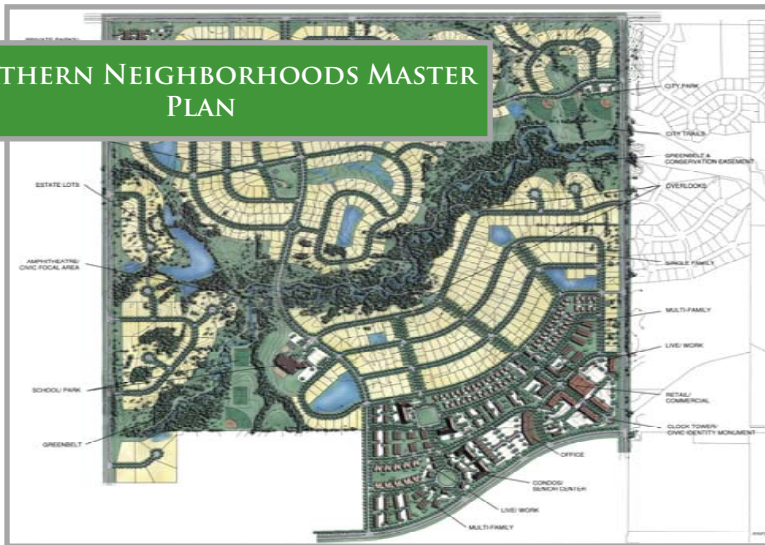 THERN NEIGHBORHOODS MASTER
PLAN
CITY PARK
CITY TRAILS
GREENBELT &
CONSERVATION EASEMENT
OVERLOOKS
ESTATE LOTS
AMPHITHEATRE/
CIVIC FOCAL AREA
SINGLE FAMILY
MULTI-FAMILY
LIVE/ WORK
SCHOOL/ PARK
RETAIL/
COMMERCIAL
CLOCK TOWER/
CIVIC IDENTITY MONUMENT
GREENBELT
OFFICE
CONDOS/
SENIOR CENTER
LIVE/ WORK
MULTI-FAMILY